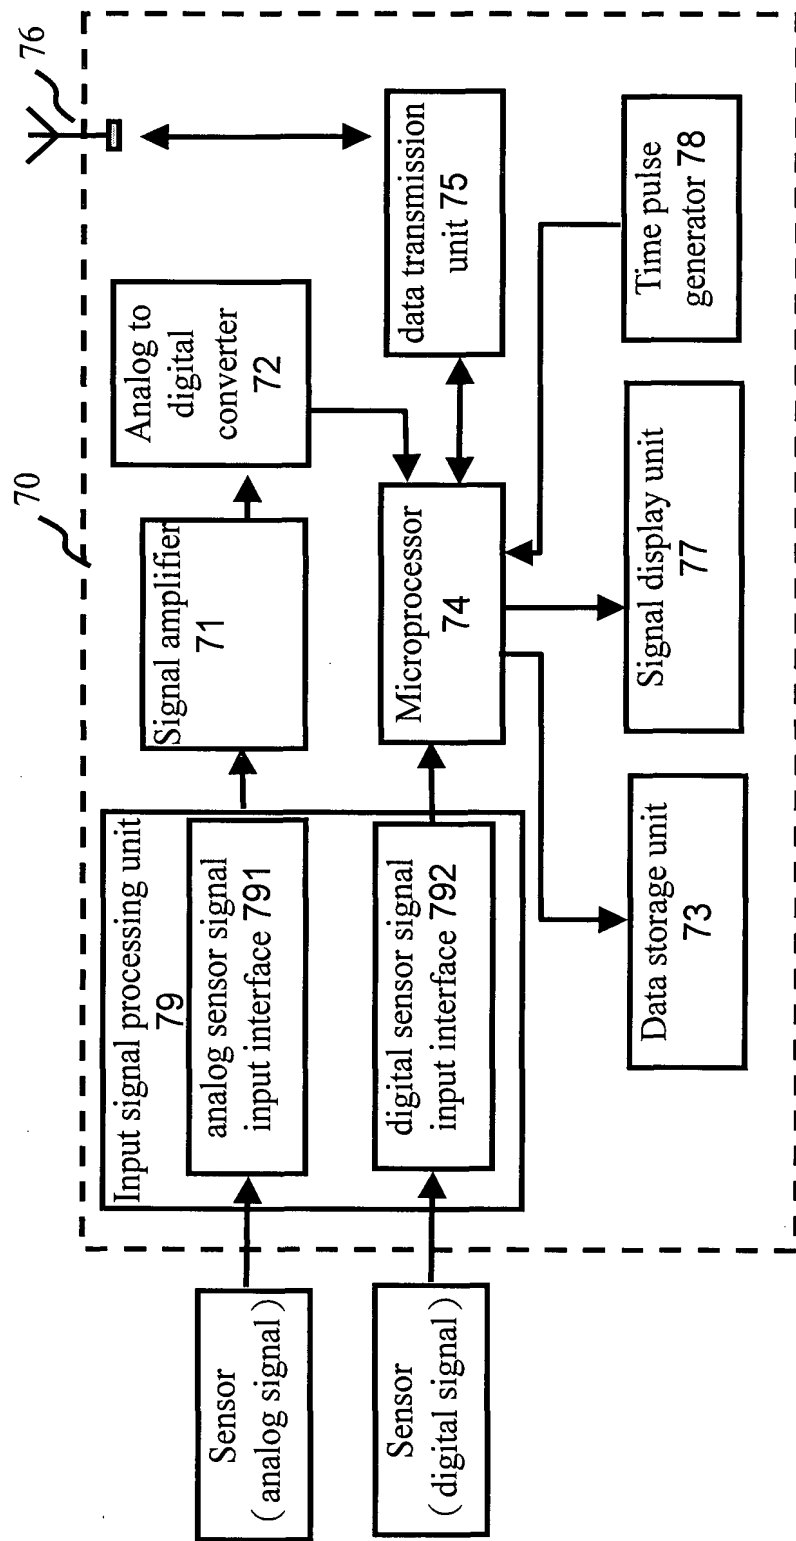 70
76
Sensor
(analog signal)
Sensor
(digital signal)
Input signal processing unit
79
analog sensor signal
input interface 791
digital sensor signal
input interface 792
Signal amplifier
71
Analog to
digital
converter
72
Microprocessor
74
data transmission
unit 75
Data storage unit
73
Signal display unit
77
Time pulse
generator 78